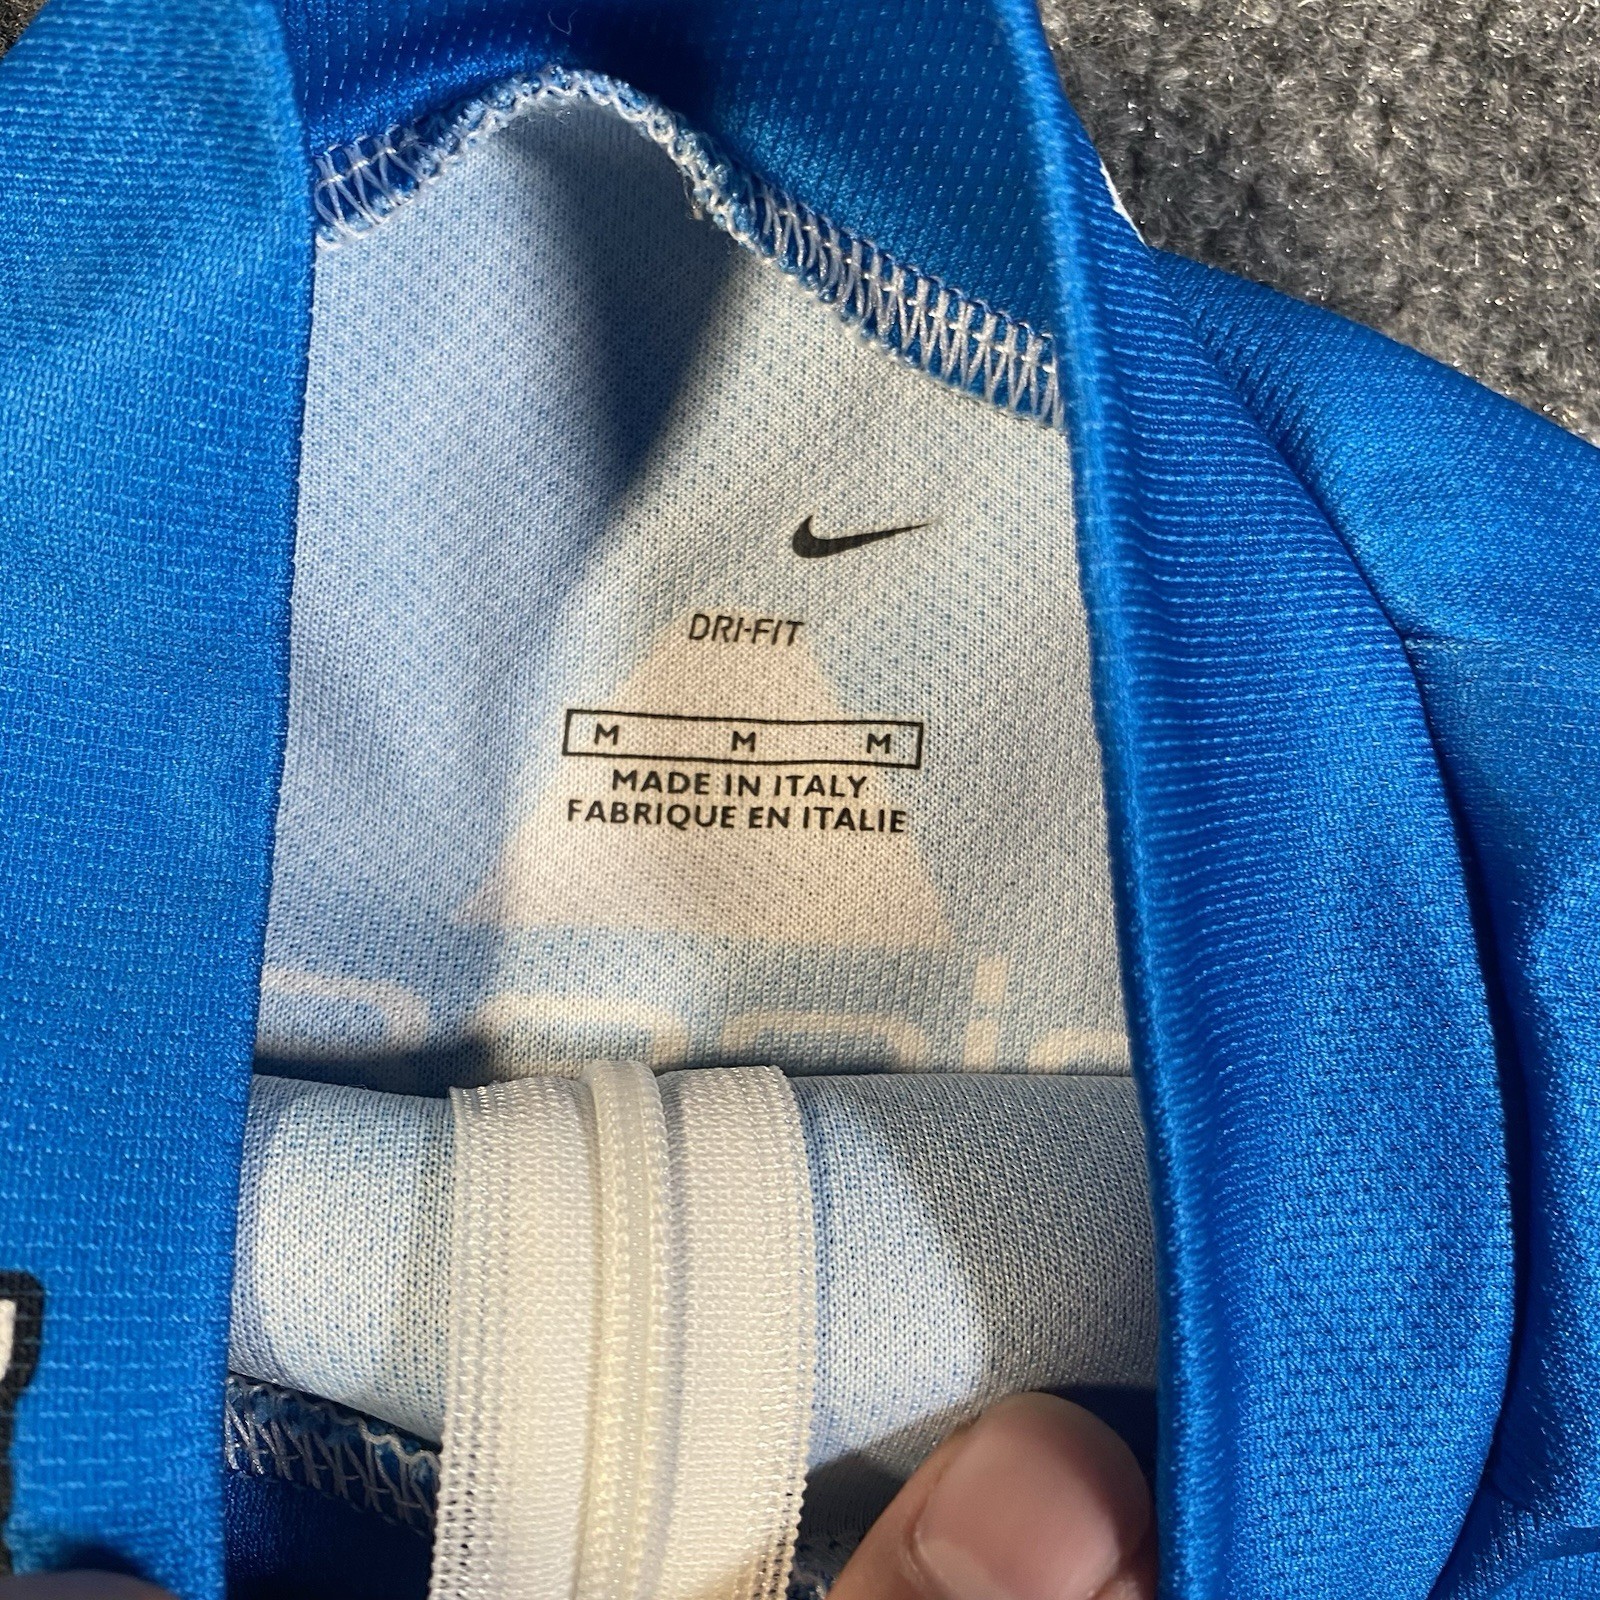 DRI-FIT
M M M
MADE IN ITALY
FABRIQUE EN ITALIE